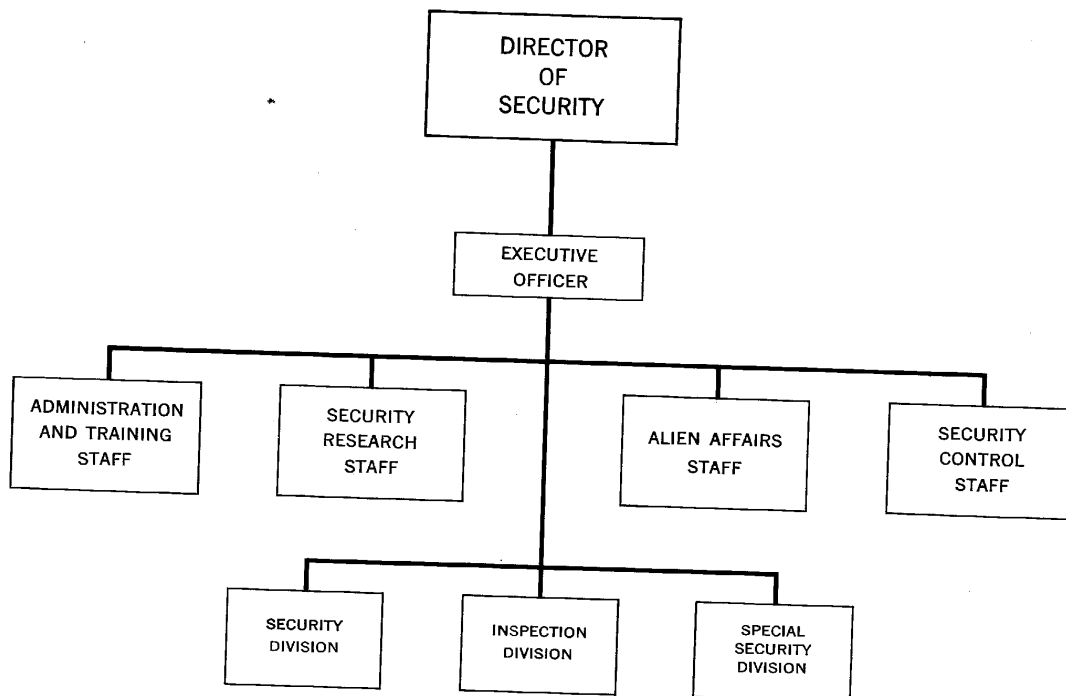 DIRECTOR
OF
SECURITY
EXECUTIVE
OFFICER
ADMINISTRATION
AND TRAINING
STAFF
SECURITY
RESEARCH
STAFF
ALIEN AFFAIRS
STAFF
SECURITY
CONTROL
STAFF
SECURITY
DIVISION
INSPECTION
DIVISION
SPECIAL
SECURITY
DIVISION